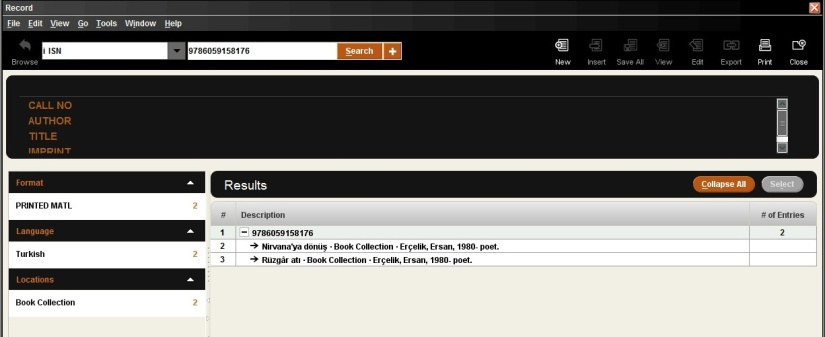 Record
File Edit View Go Tools Window Help
Browse i ISN 9786059158176 Search + New Insert Save All View Edit Export Print Close
CALL NO
AUTHOR
TITLE
IMPRINT
Format
PRINTED MATL 2
Language
Turkish 2
Locations
Book Collection 2
Results Collapse All Select
# Description # of Entries
1 9786059158176 2
2 → Nirvana'ya dönüş - Book Collection - Erçelik, Ersan, 1980- poet.
3 → Rüzgâr atı - Book Collection - Erçelik, Ersan, 1980- poet.